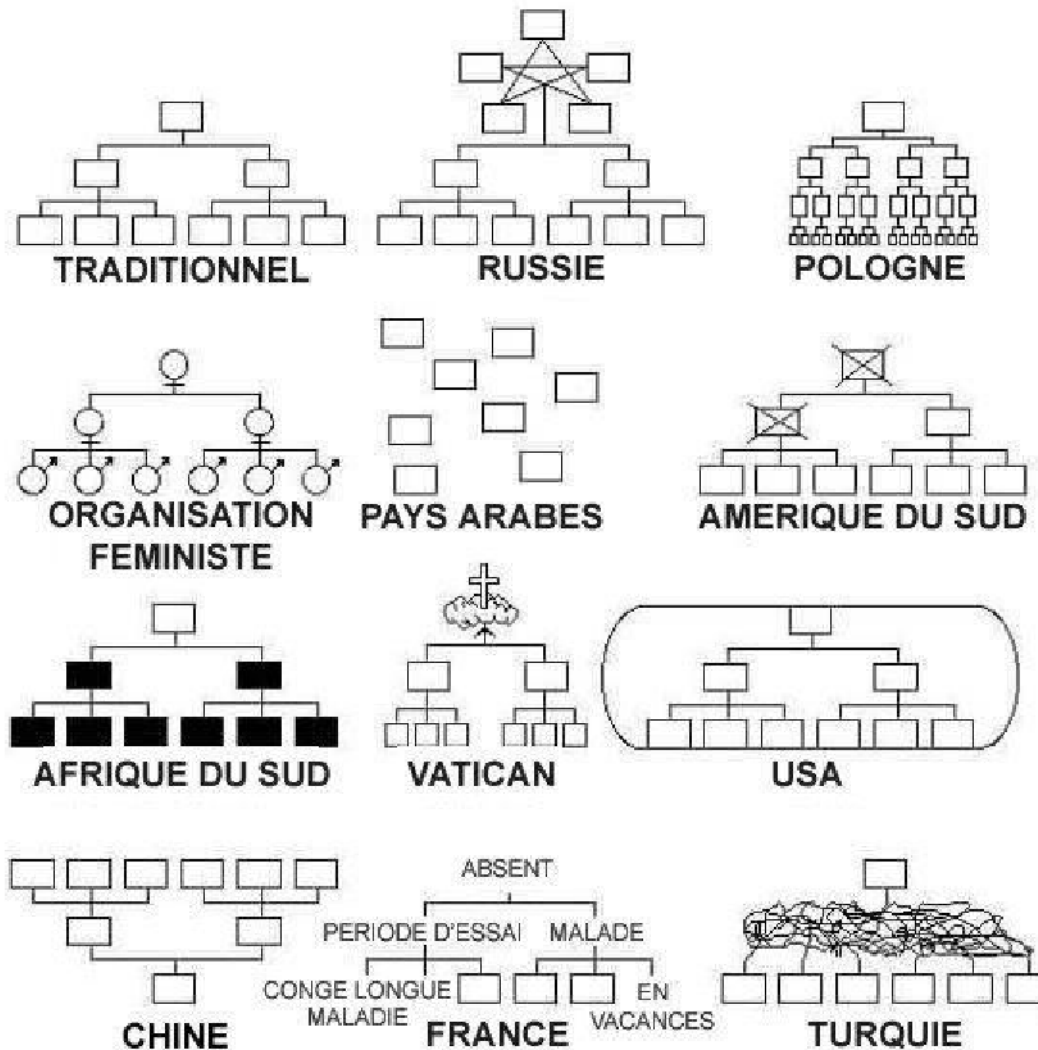 TRADITIONNEL
RUSSIE
POLOGNE
ORGANISATION
FEMINISTE
PAYS ARABES
AMERIQUE DU SUD
AFRIQUE DU SUD
VATICAN
USA
CHINE
ABSENT
PERIODE D'ESSAI
MALADE
CONGE LONGUE
MALADIE
EN
VACANCES
FRANCE
TURQUIE